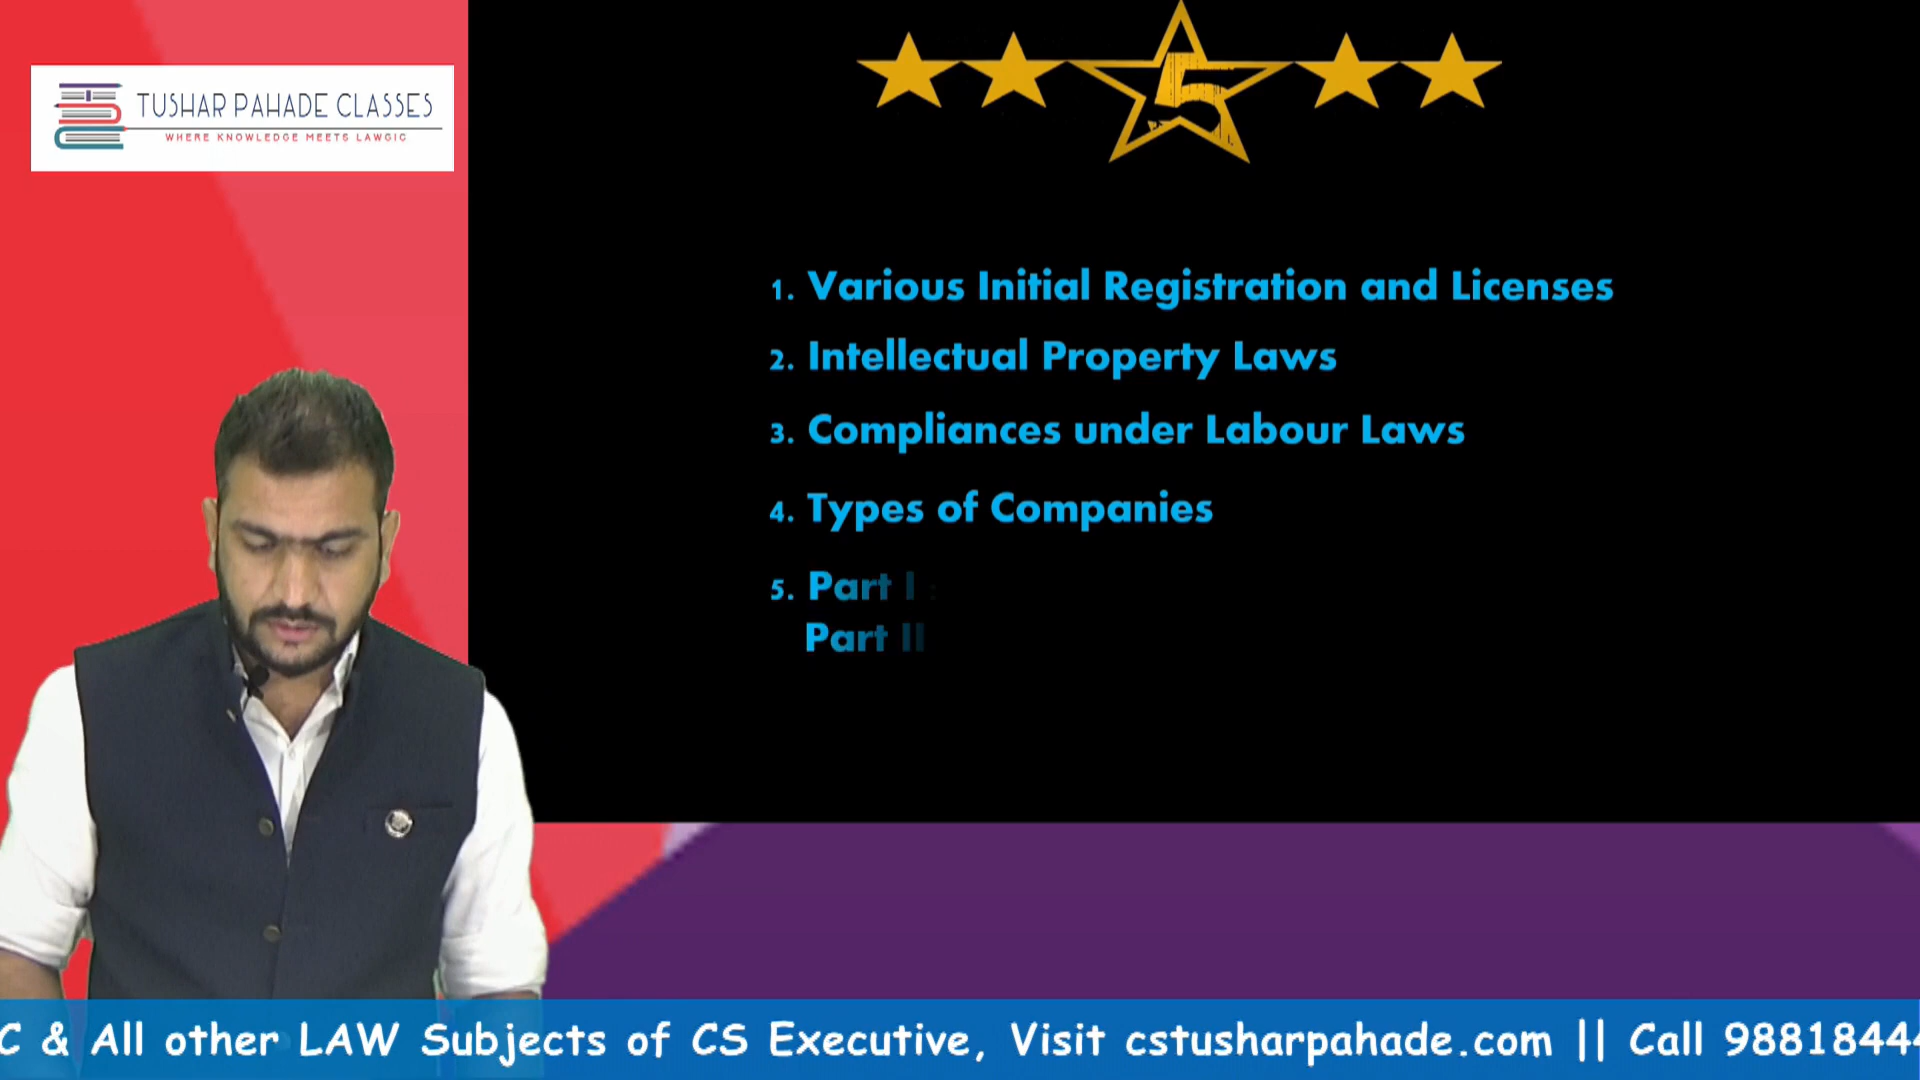 TUSHAR PAHADE CLASSES
WHERE KNOWLEDGE MEETS LAWGIC
5
1. Various Initial Registration and Licenses
2. Intellectual Property Laws
3. Compliances under Labour Laws
4. Types of Companies
5. Part I :
Part II
C & All other LAW Subjects of CS Executive, Visit cstusharpahade.com || Call 98818444